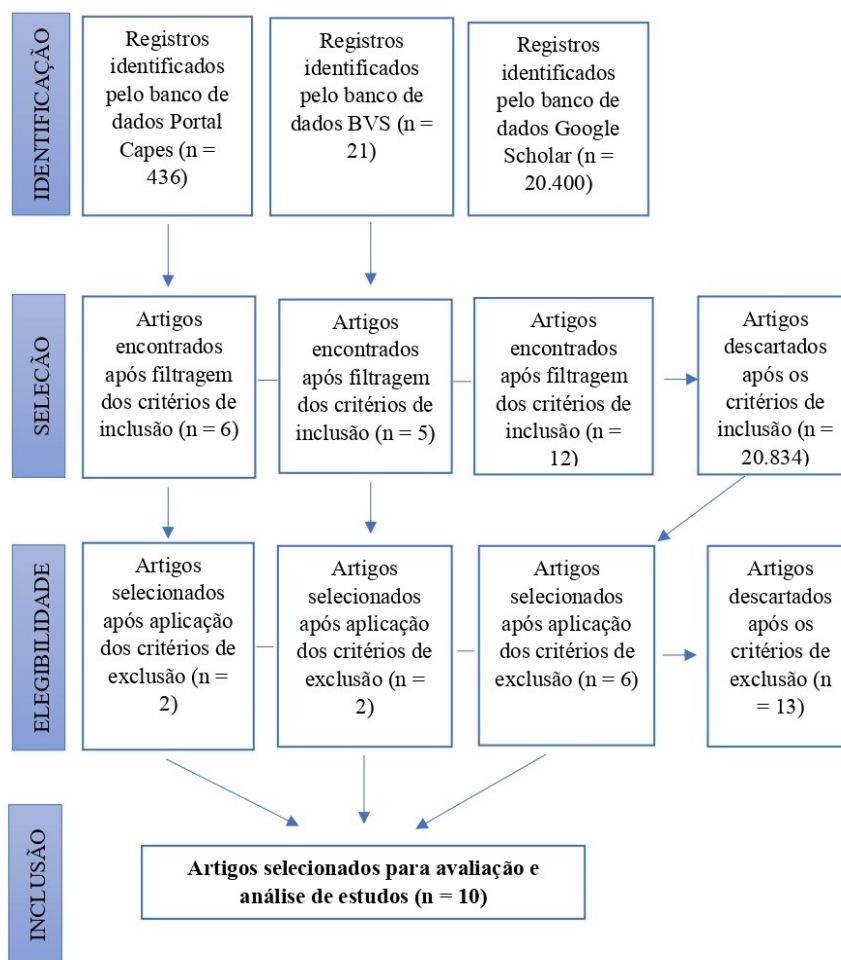 IDENTIFICAÇÃO
Registros
identificados
pelo banco de
dados Portal
Capes (n =
436)
Registros
identificados
pelo banco de
dados BVS (n =
21)
Registros
identificados
pelo banco de
dados Google
Scholar (n =
20.400)
SELEÇÃO
Artigos
encontrados
após filtragem
dos critérios de
inclusão (n = 6)
Artigos
encontrados
após filtragem
dos critérios de
inclusão (n = 5)
Artigos
encontrados
após filtragem
dos critérios de
inclusão (n =
12)
Artigos
descartados
após os
critérios de
inclusão (n =
20.834)
ELEGIBILIDADE
Artigos
selecionados
após aplicação
dos critérios de
exclusão (n =
2)
Artigos
selecionados
após aplicação
dos critérios de
exclusão (n =
2)
Artigos
selecionados
após aplicação
dos critérios de
exclusão (n = 6)
Artigos
descartados
após os
critérios de
exclusão (n
= 13)
INCLUSÃO
Artigos selecionados para avaliação e
análise de estudos (n = 10)